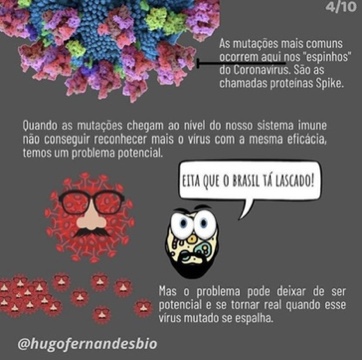 4/10
As mutações mais comuns
ocorrem aqui nos "espinhos"
do Coronavírus. São as
chamadas proteínas Spike.
Quando as mutações chegam ao nível do nosso sistema imune
não conseguir reconhecer mais o vírus com a mesma eficácia,
temos um problema potencial.
EITA QUE O BRASIL TÁ LASCADO!
Mas o problema pode deixar de ser
potencial e se tornar real quando esse
vírus mutado se espalha.
@hugofernandesbio